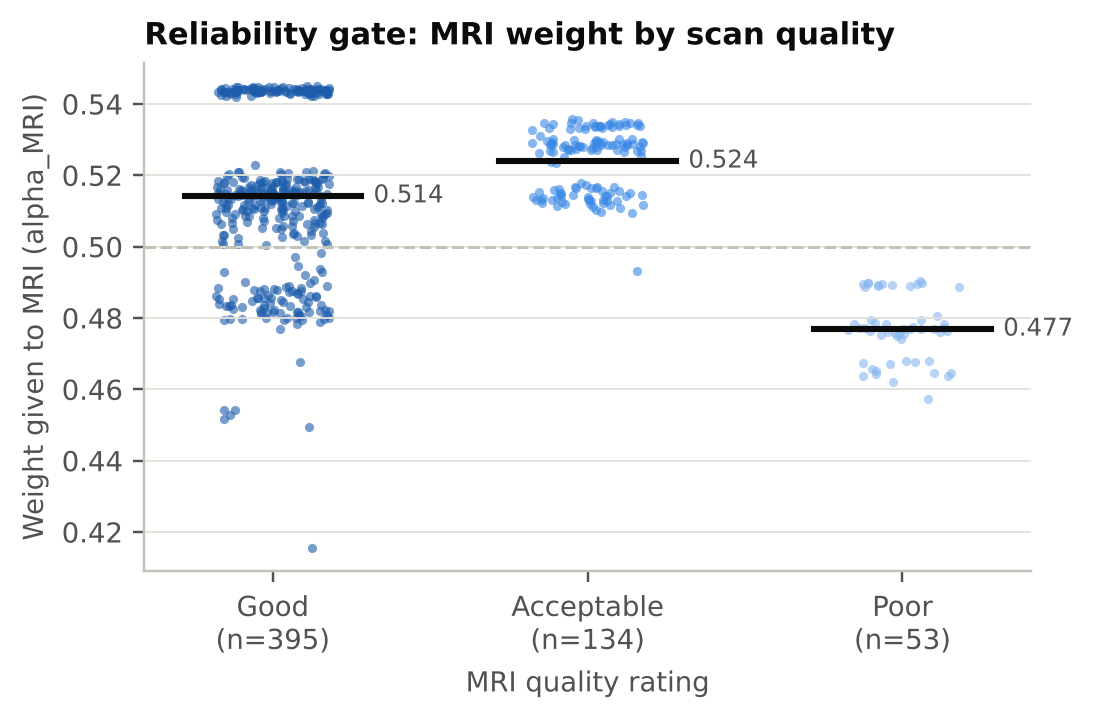 Reliability gate: MRI weight by scan quality
Weight given to MRI (alpha_MRI)
0.54
0.52
0.50
0.48
0.46
0.44
0.42
0.514
0.524
0.477
Good
(n=395)
Acceptable
(n=134)
Poor
(n=53)
MRI quality rating